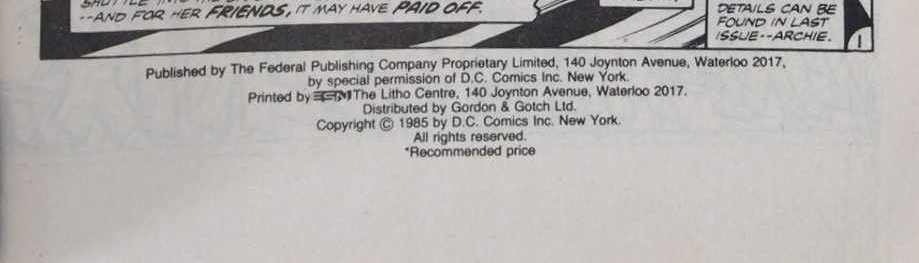 --AND FOR HER FRIENDS, IT MAY HAVE PAID OFF.
DETAILS CAN BE
FOUND IN LAST
ISSUE--ARCHIE.
1
Published by The Federal Publishing Company Proprietary Limited, 140 Joynton Avenue, Waterloo 2017,
by special permission of D.C. Comics Inc. New York.
Printed by ESN The Litho Centre, 140 Joynton Avenue, Waterloo 2017.
Distributed by Gordon & Gotch Ltd.
Copyright © 1985 by D.C. Comics Inc. New York.
All rights reserved.
*Recommended price